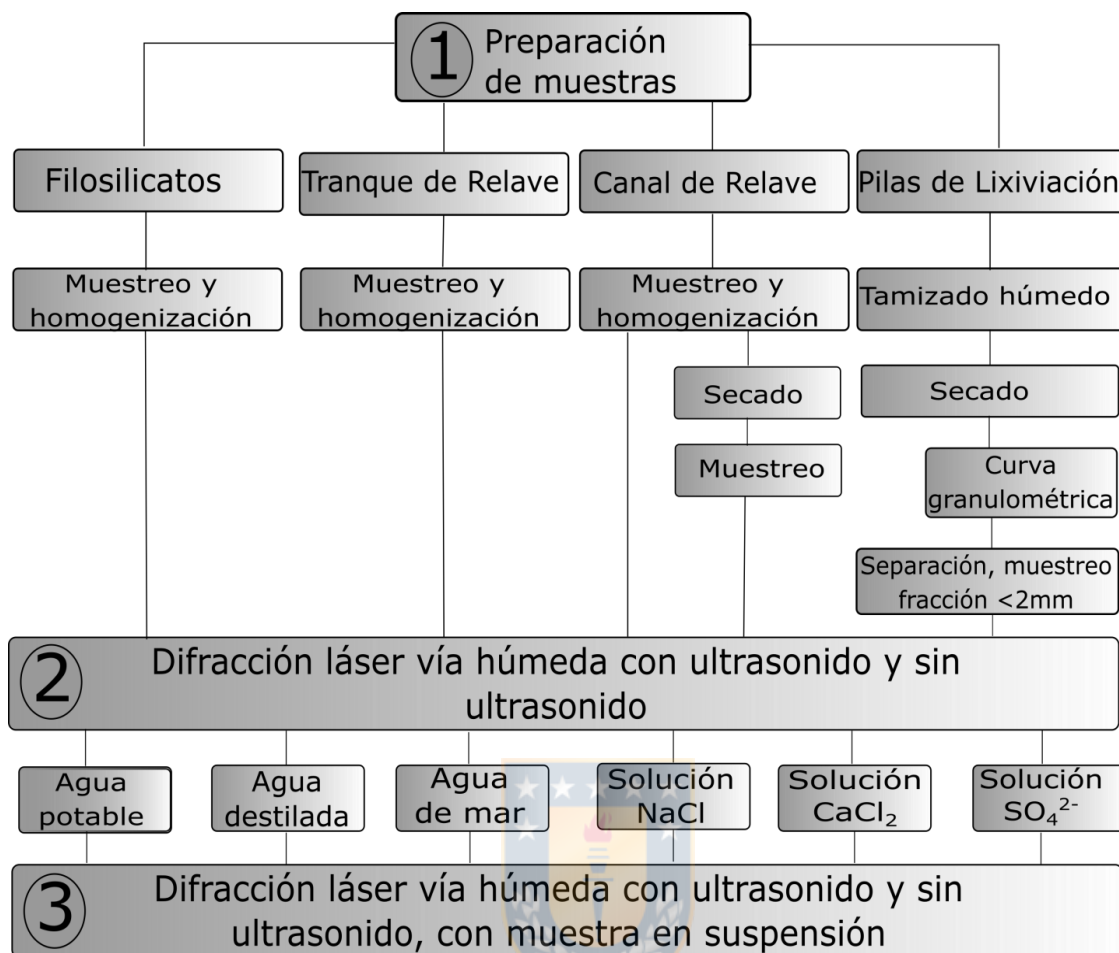 1 Preparación
de muestras
Filosilicatos
Tranque de Relave
Canal de Relave
Pilas de Lixiviación
Muestreo y
homogenización
Muestreo y
homogenización
Muestreo y
homogenización
Tamizado húmedo
Secado
Secado
Muestreo
Curva
granulométrica
Separación, muestreo
fracción <2mm
2 Difracción láser vía húmeda con ultrasonido y sin
ultrasonido
Agua
potable
Agua
destilada
Agua
de mar
Solución
NaCl
Solución
CaCl₂
Solución
SO₄²⁻
3 Difracción láser vía húmeda con ultrasonido y sin
ultrasonido, con muestra en suspensión